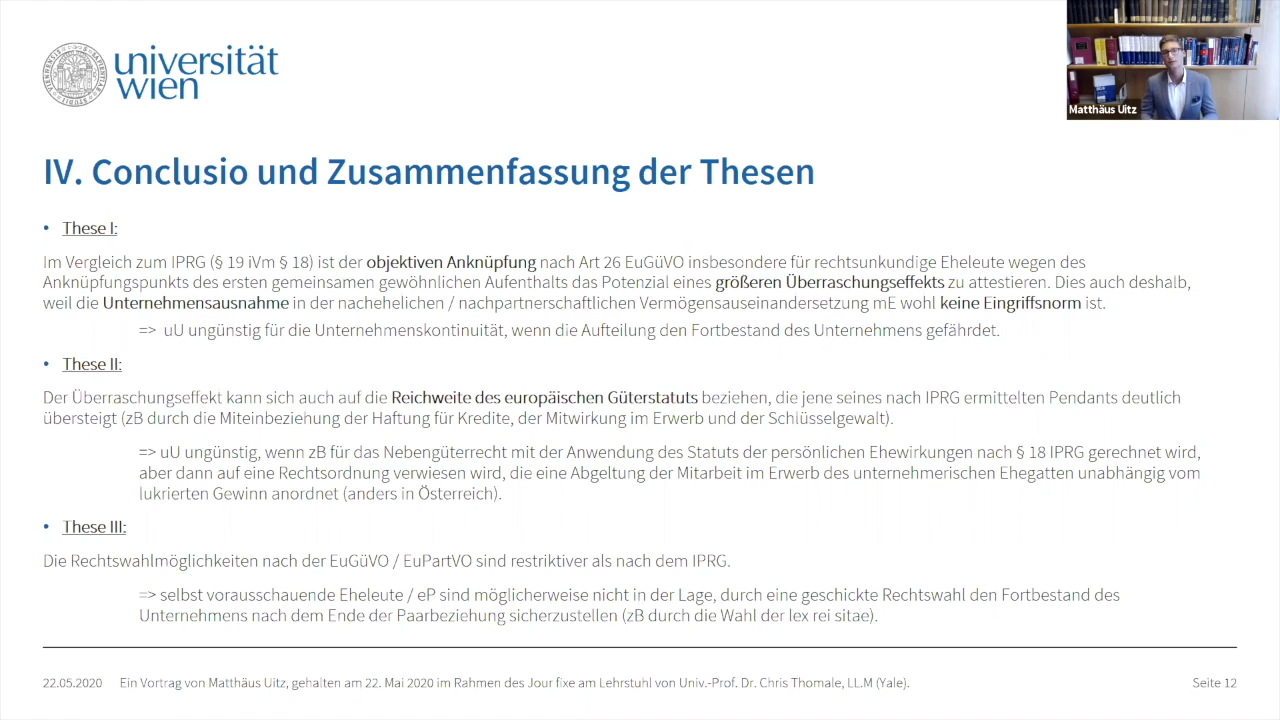 universität
wien
Matthäus Uitz
IV. Conclusio und Zusammenfassung der Thesen
• These I:
Im Vergleich zum IPRG (§ 19 iVm § 18) ist der objektiven Anknüpfung nach Art 26 EuGüVO insbesondere für rechtsunkundige Eheleute wegen des
Anknüpfungspunkts des ersten gemeinsamen gewöhnlichen Aufenthalts das Potenzial eines größeren Überraschungseffekts zu attestieren. Dies auch deshalb,
weil die Unternehmensausnahme in der nachehelichen / nachpartnerschaftlichen Vermögensauseinandersetzung mE wohl keine Eingriffsnorm ist.
=> uU ungünstig für die Unternehmenskontinuität, wenn die Aufteilung den Fortbestand des Unternehmens gefährdet.
• These II:
Der Überraschungseffekt kann sich auch auf die Reichweite des europäischen Güterstatuts beziehen, die jene seines nach IPRG ermittelten Pendants deutlich
übersteigt (zB durch die Miteinbeziehung der Haftung für Kredite, der Mitwirkung im Erwerb und der Schlüsselgewalt).
=> uU ungünstig, wenn zB für das Nebengüterrecht mit der Anwendung des Statuts der persönlichen Ehewirkungen nach § 18 IPRG gerechnet wird,
aber dann auf eine Rechtsordnung verwiesen wird, die eine Abgeltung der Mitarbeit im Erwerb des unternehmerischen Ehegatten unabhängig vom
lukrierten Gewinn anordnet (anders in Österreich).
• These III:
Die Rechtswahlmöglichkeiten nach der EuGüVO / EuPartVO sind restriktiver als nach dem IPRG.
=> selbst vorausschauende Eheleute / eP sind möglicherweise nicht in der Lage, durch eine geschickte Rechtswahl den Fortbestand des
Unternehmens nach dem Ende der Paarbeziehung sicherzustellen (zB durch die Wahl der lex rei sitae).
22.05.2020 Ein Vortrag von Matthäus Uitz, gehalten am 22. Mai 2020 im Rahmen des Jour fixe am Lehrstuhl von Univ.-Prof. Dr. Chris Thomale, LL.M (Yale). Seite 12